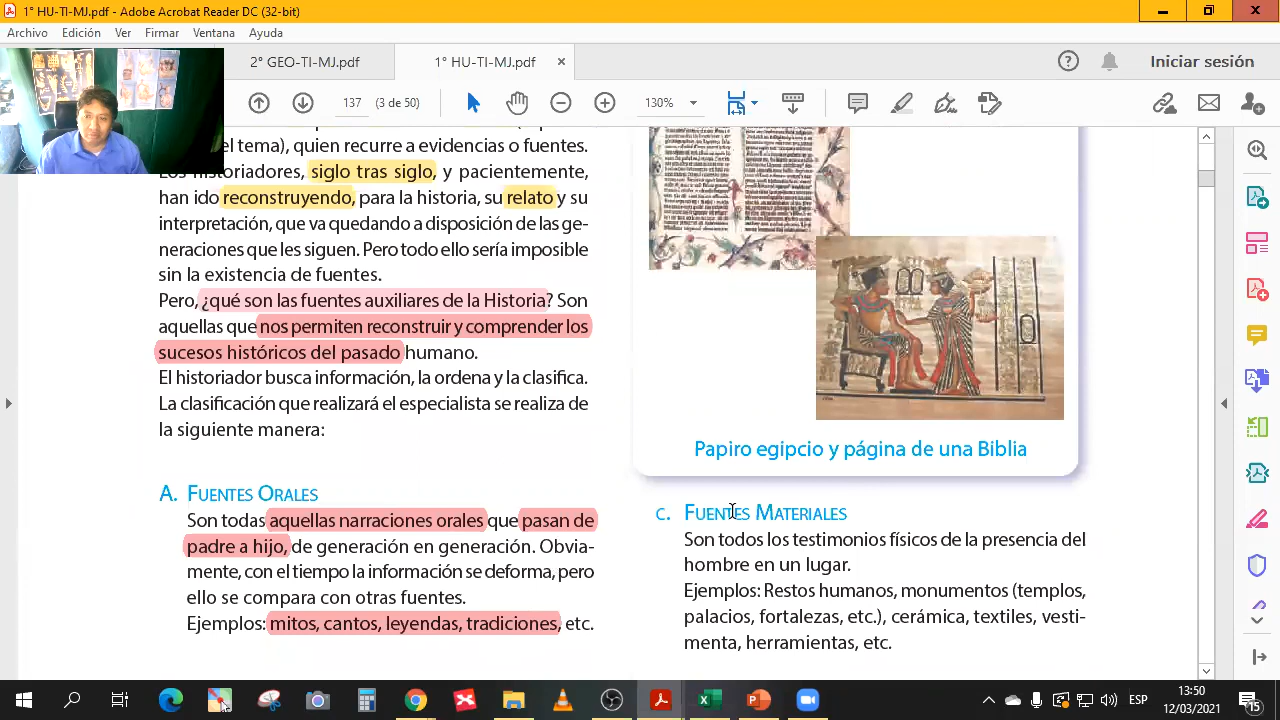 1° HU-TI-MJ.pdf - Adobe Acrobat Reader DC (32-bit)
Archivo Edición Ver Firmar Ventana Ayuda
2° GEO-TI-MJ.pdf 1° HU-TI-MJ.pdf Iniciar sesión
137 (3 de 50) 130%
el tema), quien recurre a evidencias o fuentes.
Los historiadores, siglo tras siglo, y pacientemente,
han ido reconstruyendo, para la historia, su relato y su
interpretación, que va quedando a disposición de las ge-
neraciones que les siguen. Pero todo ello sería imposible
sin la existencia de fuentes.
Pero, ¿qué son las fuentes auxiliares de la Historia? Son
aquellas que nos permiten reconstruir y comprender los
sucesos históricos del pasado humano.
El historiador busca información, la ordena y la clasifica.
La clasificación que realizará el especialista se realiza de
la siguiente manera:
A. FUENTES ORALES
Son todas aquellas narraciones orales que pasan de
padre a hijo, de generación en generación. Obvia-
mente, con el tiempo la información se deforma, pero
ello se compara con otras fuentes.
Ejemplos: mitos, cantos, leyendas, tradiciones, etc.
Papiro egipcio y página de una Biblia
C. FUENTES MATERIALES
Son todos los testimonios físicos de la presencia del
hombre en un lugar.
Ejemplos: Restos humanos, monumentos (templos,
palacios, fortalezas, etc.), cerámica, textiles, vesti-
menta, herramientas, etc.
ESP
13:50
12/03/2021
15